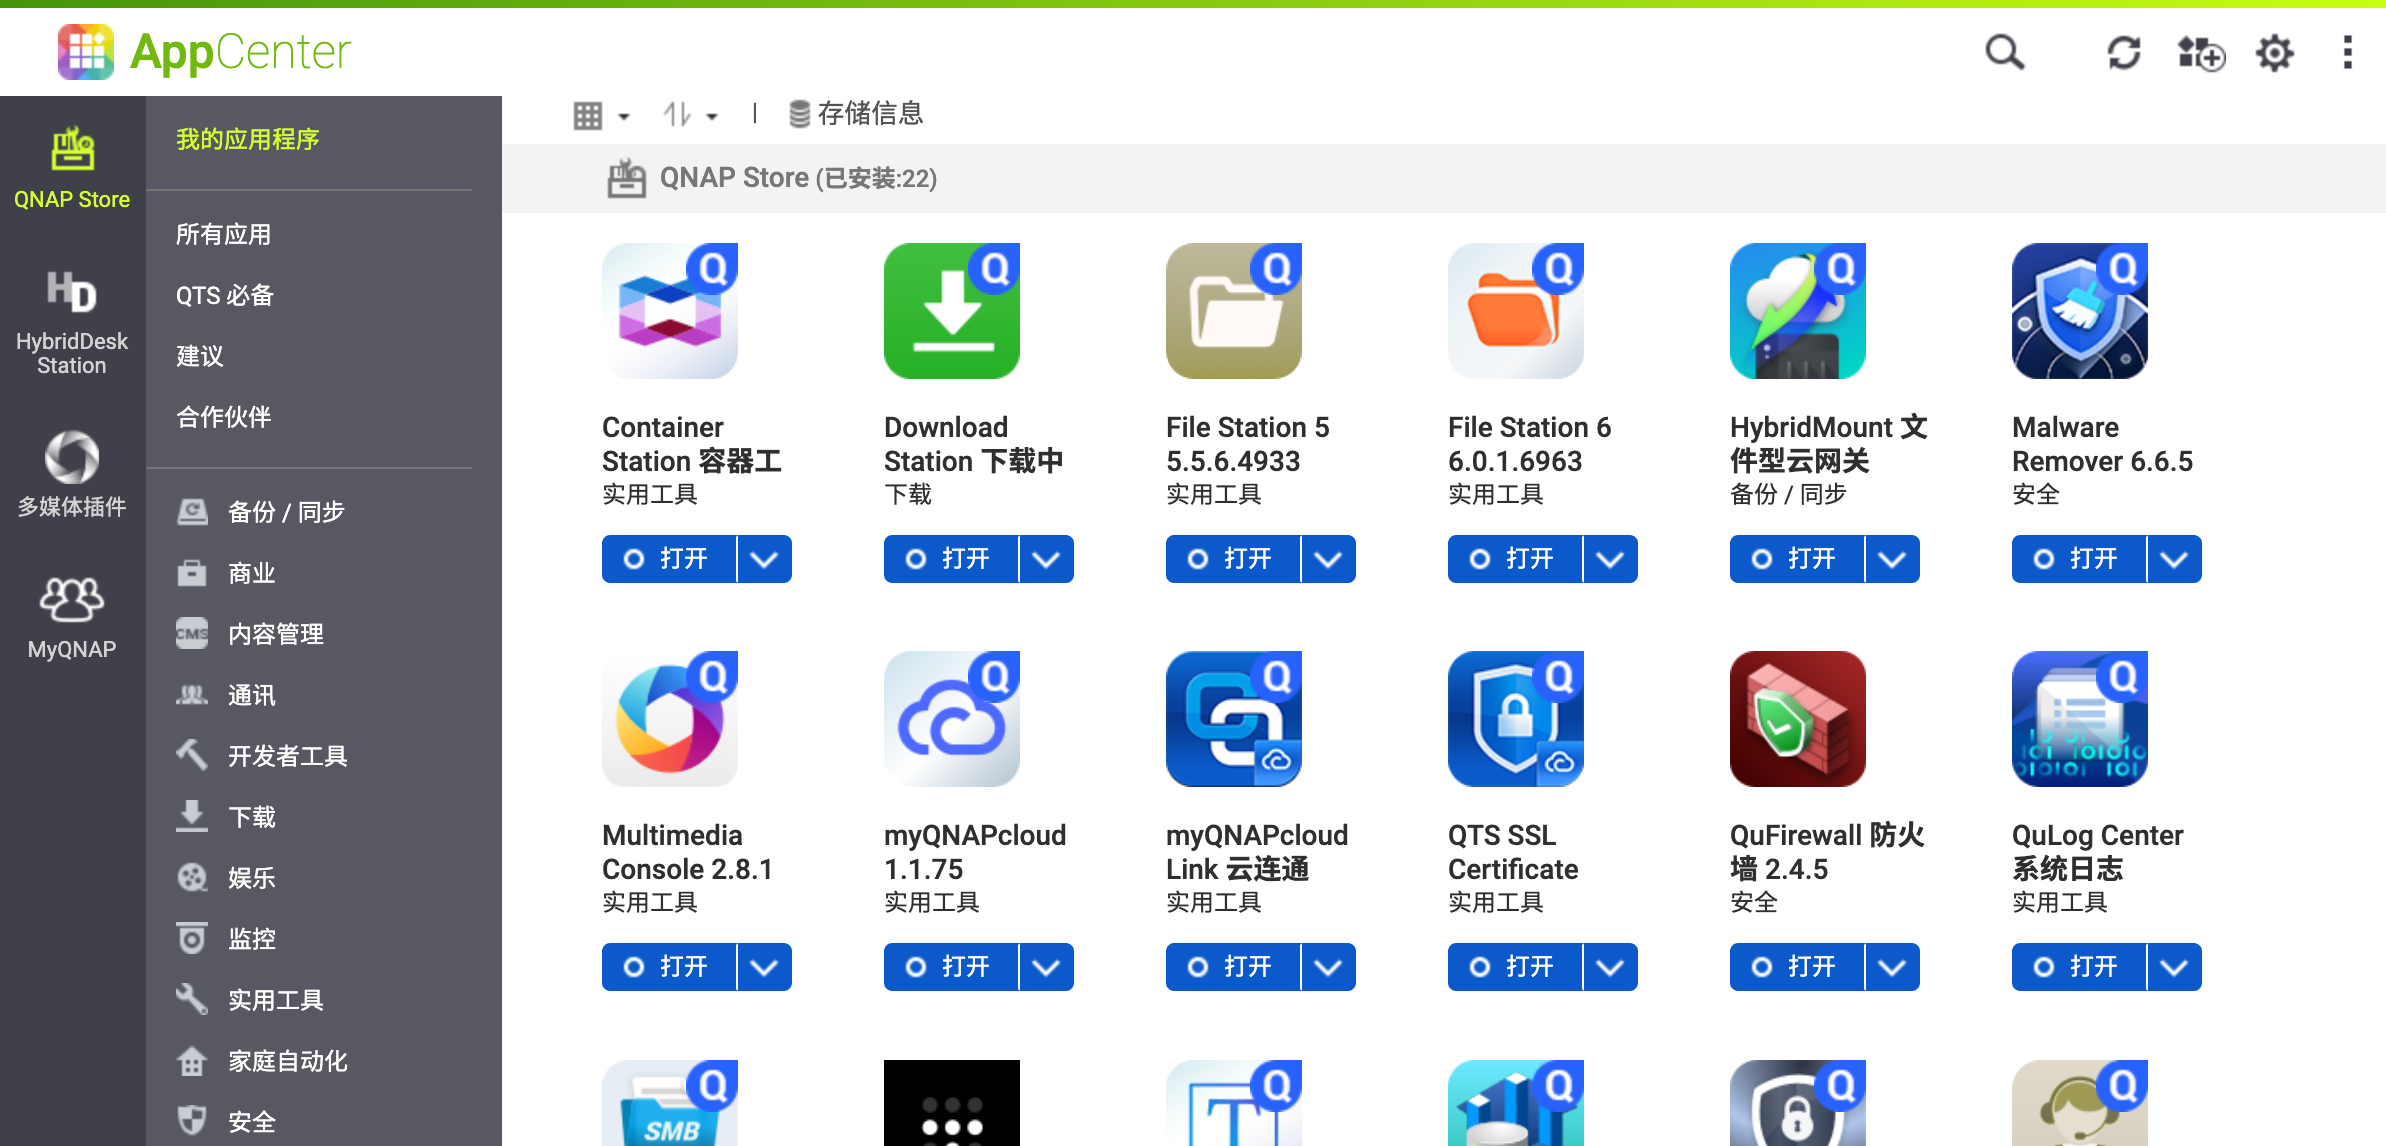 AppCenter
QNAP Store
HybridDesk
Station
多媒体插件
MyQNAP
我的应用程序
所有应用
QTS 必备
建议
合作伙伴
备份 / 同步
商业
CMS
内容管理
通讯
开发者工具
下载
娱乐
监控
实用工具
家庭自动化
安全
存储信息
QNAP Store (已安装:22)
Container
Station 容器工
实用工具
打开
Download
Station 下载中
下载
打开
File Station 5
5.5.6.4933
实用工具
打开
File Station 6
6.0.1.6963
实用工具
打开
HybridMount 文
件型云网关
备份 / 同步
打开
Malware
Remover 6.6.5
安全
打开
Multimedia
Console 2.8.1
实用工具
打开
myQNAPcloud
1.1.75
实用工具
打开
myQNAPcloud
Link 云连通
实用工具
打开
QTS SSL
Certificate
实用工具
打开
QuFirewall 防火
墙 2.4.5
安全
打开
QuLog Center
系统日志
实用工具
打开
SMB
T